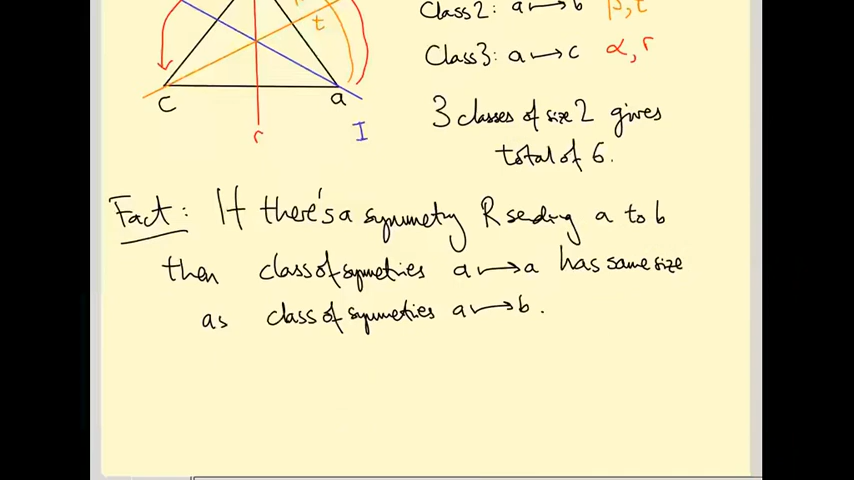 Class2: a ↦ b β, t
t
Class3: a ↦ c α, r
c a
I
r
3 classes of size 2 gives
total of 6.
Fact: If there's a symmetry R sending a to b
then class of symmetries a ↦ a has same size
as class of symmetries a ↦ b.